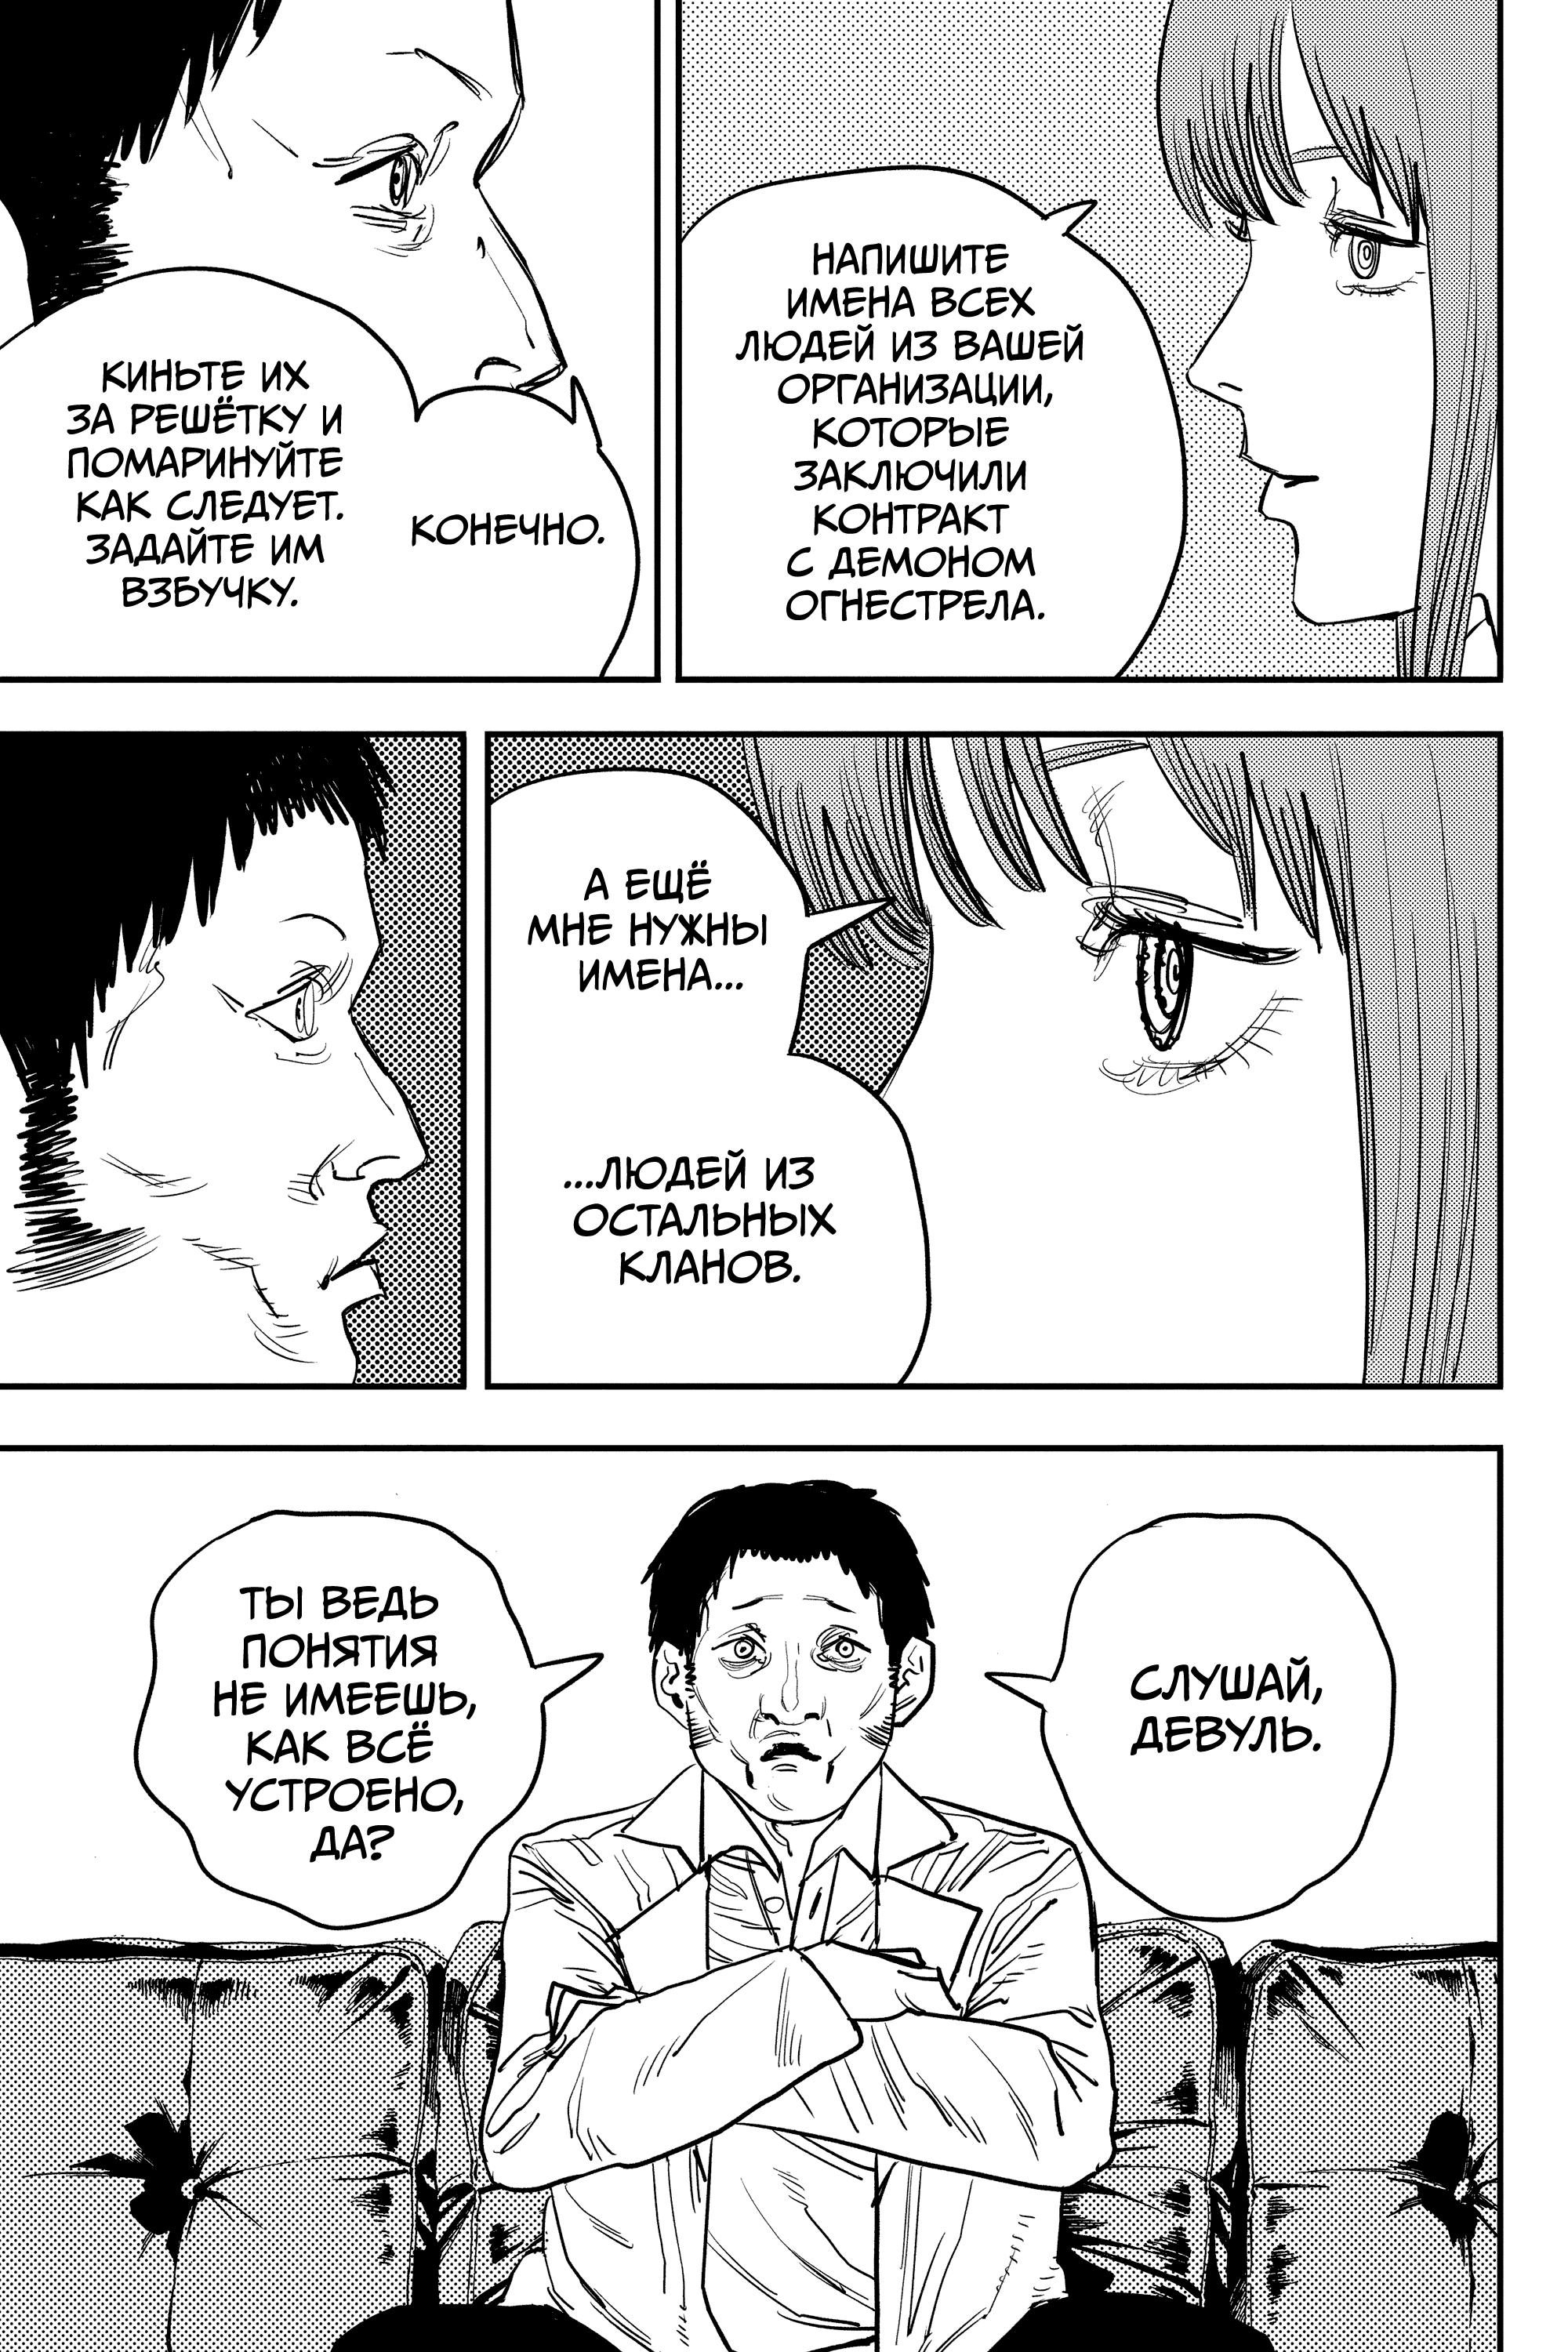 НАПИШИТЕ
ИМЕНА ВСЕХ
ЛЮДЕЙ ИЗ ВАШЕЙ
ОРГАНИЗАЦИИ,
КОТОРЫЕ
ЗАКЛЮЧИЛИ
КОНТРАКТ
С ДЕМОНОМ
ОГНЕСТРЕЛА.
КОНЕЧНО.
КИНЬТЕ ИХ
ЗА РЕШЁТКУ И
ПОМАРИНУЙТЕ
КАК СЛЕДУЕТ.
ЗАДАЙТЕ ИМ
ВЗБУЧКУ.
А ЕЩЁ
МНЕ НУЖНЫ
ИМЕНА...
...ЛЮДЕЙ ИЗ
ОСТАЛЬНЫХ
КЛАНОВ.
СЛУШАЙ,
ДЕВУЛЬ.
ТЫ ВЕДЬ
ПОНЯТИЯ
НЕ ИМЕЕШЬ,
КАК ВСЁ
УСТРОЕНО,
ДА?